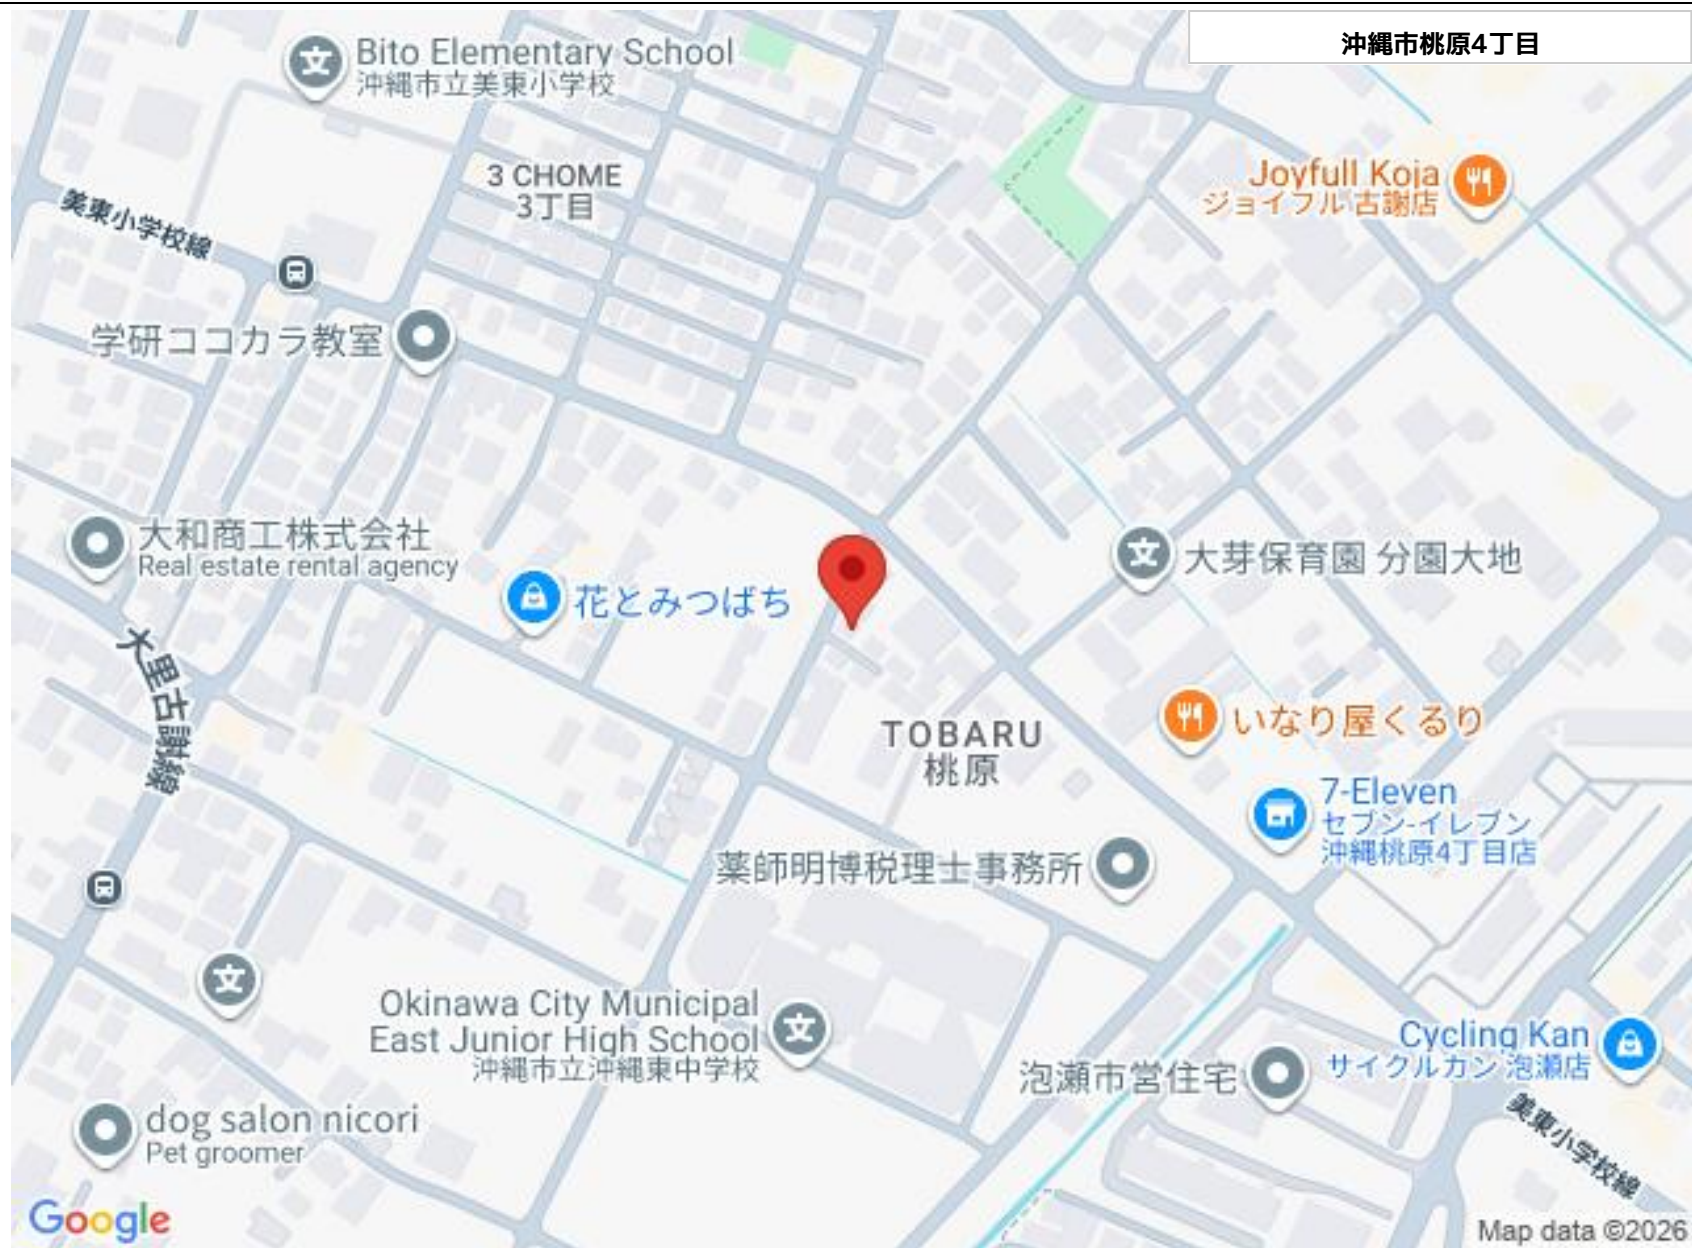 沖縄市桃原4丁目
Bito Elementary School
沖縄市立美東小学校
3 CHOME
3丁目
Joyfull Koja
ジョイフル 古謝店
美東小学校線
学研ココカラ教室
大和商工株式会社
Real estate rental agency
花とみつばち
大芽保育園 分園大地
大里古謝線
TOBARU
桃原
いなり屋くるり
7-Eleven
セブン-イレブン
沖縄桃原4丁目店
薬師明博税理士事務所
Okinawa City Municipal
East Junior High School
沖縄市立沖縄東中学校
Cycling Kan
サイクルカン 泡瀬店
泡瀬市営住宅
dog salon nicori
Pet groomer
美東小学校線
Google
Map data ©2026